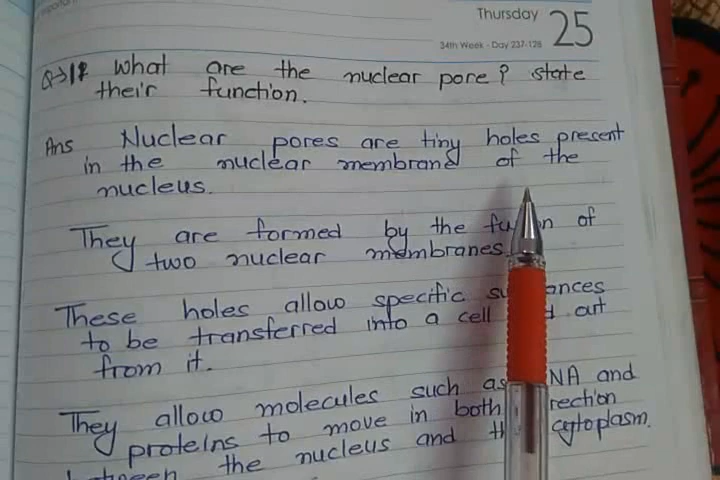 Thursday 25
34th Week - Day 237-128
Q→1. What are the nuclear pore? state
their function.
Ans Nuclear pores are tiny holes present
in the nuclear membrane of the
nucleus.
They are formed by the of
two nuclear membranes.
These holes allow specific
to be transferred into a cell out
from it.
They allow molecules such as and
proteins to move in both
between the nucleus and cytoplasm.